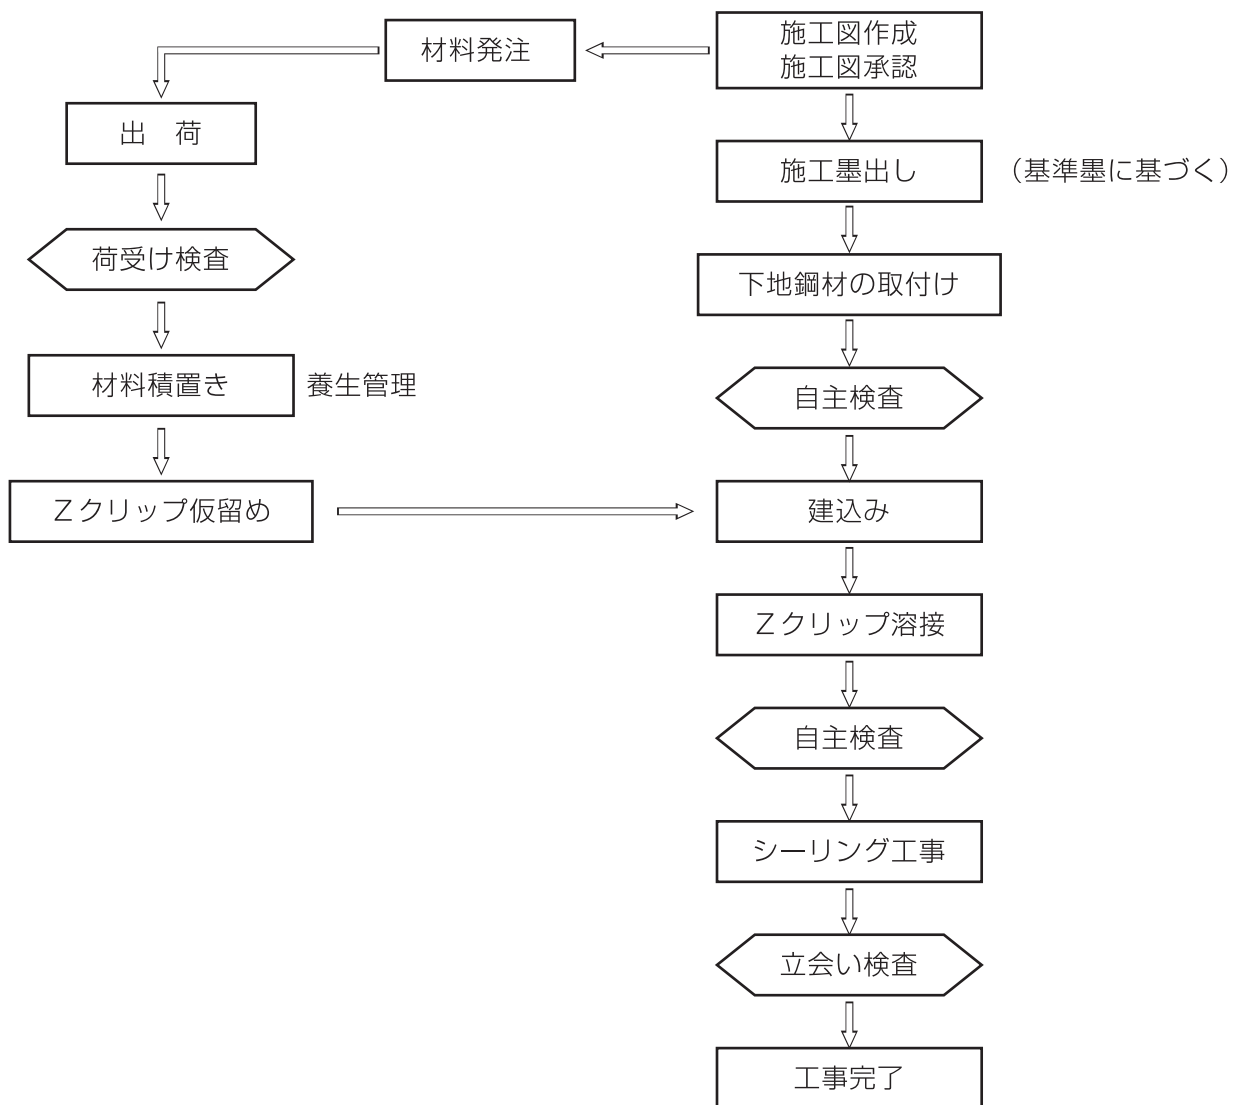 施工図作成
施工図承認
材料発注
出　荷
荷受け検査
材料積置き
養生管理
Ｚクリップ仮留め
施工墨出し
（基準墨に基づく）
下地鋼材の取付け
自主検査
建込み
Ｚクリップ溶接
自主検査
シーリング工事
立会い検査
工事完了